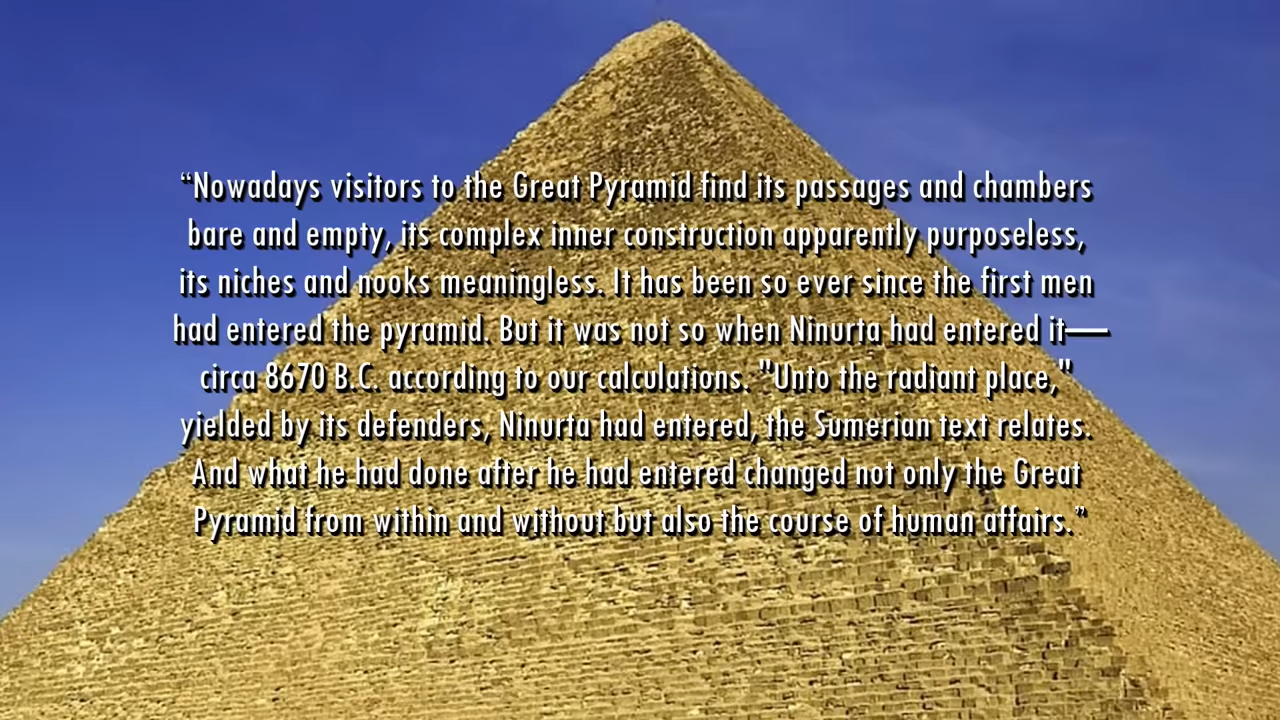 “Nowadays visitors to the Great Pyramid find its passages and chambers
bare and empty, its complex inner construction apparently purposeless,
its niches and nooks meaningless. It has been so ever since the first men
had entered the pyramid. But it was not so when Ninurta had entered it—
circa 8670 B.C. according to our calculations. "Unto the radiant place,"
yielded by its defenders, Ninurta had entered, the Sumerian text relates.
And what he had done after he had entered changed not only the Great
Pyramid from within and without but also the course of human affairs.”